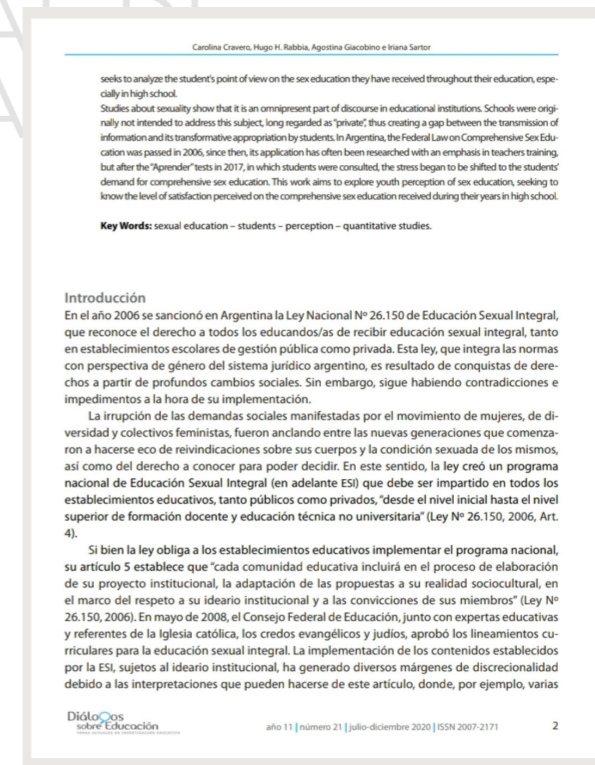 Carolina Cravero, Hugo H. Rabbia, Agostina Giacobino e Iriana Sartor
seeks to analyze the student's point of view on the sex education they have received throughout their education, espe-
cially in high school.
Studies about sexuality show that it is an omnipresent part of discourse in educational institutions. Schools were origi-
nally not intended to address this subject, long regarded as "private", thus creating a gap between the transmission of
information and its transformative appropriation by students. In Argentina, the Federal Law on Comprehensive Sex Edu-
cation was passed in 2006, since then, its application has often been researched with an emphasis in teachers training,
but after the "Aprender" tests in 2017, in which students were consulted, the stress began to be shifted to the students'
demand for comprehensive sex education. This work aims to explore youth perception of sex education, seeking to
know the level of satisfaction perceived on the comprehensive sex education received during their years in high school.
Key Words: sexual education – students – perception – quantitative studies.
Introducción
En el año 2006 se sancionó en Argentina la Ley Nacional Nº 26.150 de Educación Sexual Integral,
que reconoce el derecho a todos los educandos/as de recibir educación sexual integral, tanto
en establecimientos escolares de gestión pública como privada. Esta ley, que integra las normas
con perspectiva de género del sistema jurídico argentino, es resultado de conquistas de dere-
chos a partir de profundos cambios sociales. Sin embargo, sigue habiendo contradicciones e
impedimentos a la hora de su implementación.
La irrupción de las demandas sociales manifestadas por el movimiento de mujeres, de di-
versidad y colectivos feministas, fueron anclando entre las nuevas generaciones que comenza-
ron a hacerse eco de reivindicaciones sobre sus cuerpos y la condición sexuada de los mismos,
así como del derecho a conocer para poder decidir. En este sentido, la ley creó un programa
nacional de Educación Sexual Integral (en adelante ESI) que debe ser impartido en todos los
establecimientos educativos, tanto públicos como privados, "desde el nivel inicial hasta el nivel
superior de formación docente y educación técnica no universitaria" (Ley Nº 26.150, 2006, Art.
4).
Si bien la ley obliga a los establecimientos educativos implementar el programa nacional,
su artículo 5 establece que "cada comunidad educativa incluirá en el proceso de elaboración
de su proyecto institucional, la adaptación de las propuestas a su realidad sociocultural, en
el marco del respeto a su ideario institucional y a las convicciones de sus miembros" (Ley Nº
26.150, 2006). En mayo de 2008, el Consejo Federal de Educación, junto con expertas educativas
y referentes de la Iglesia católica, los credos evangélicos y judíos, aprobó los lineamientos cu-
rriculares para la educación sexual integral. La implementación de los contenidos establecidos
por la ESI, sujetos al ideario institucional, ha generado diversos márgenes de discrecionalidad
debido a las interpretaciones que pueden hacerse de este artículo, donde, por ejemplo, varias
Diálogos
sobre Educación
TEMAS ACTUALES EN INVESTIGACIÓN EDUCATIVA
año 11 | número 21 | julio-diciembre 2020 | ISSN 2007-2171
2